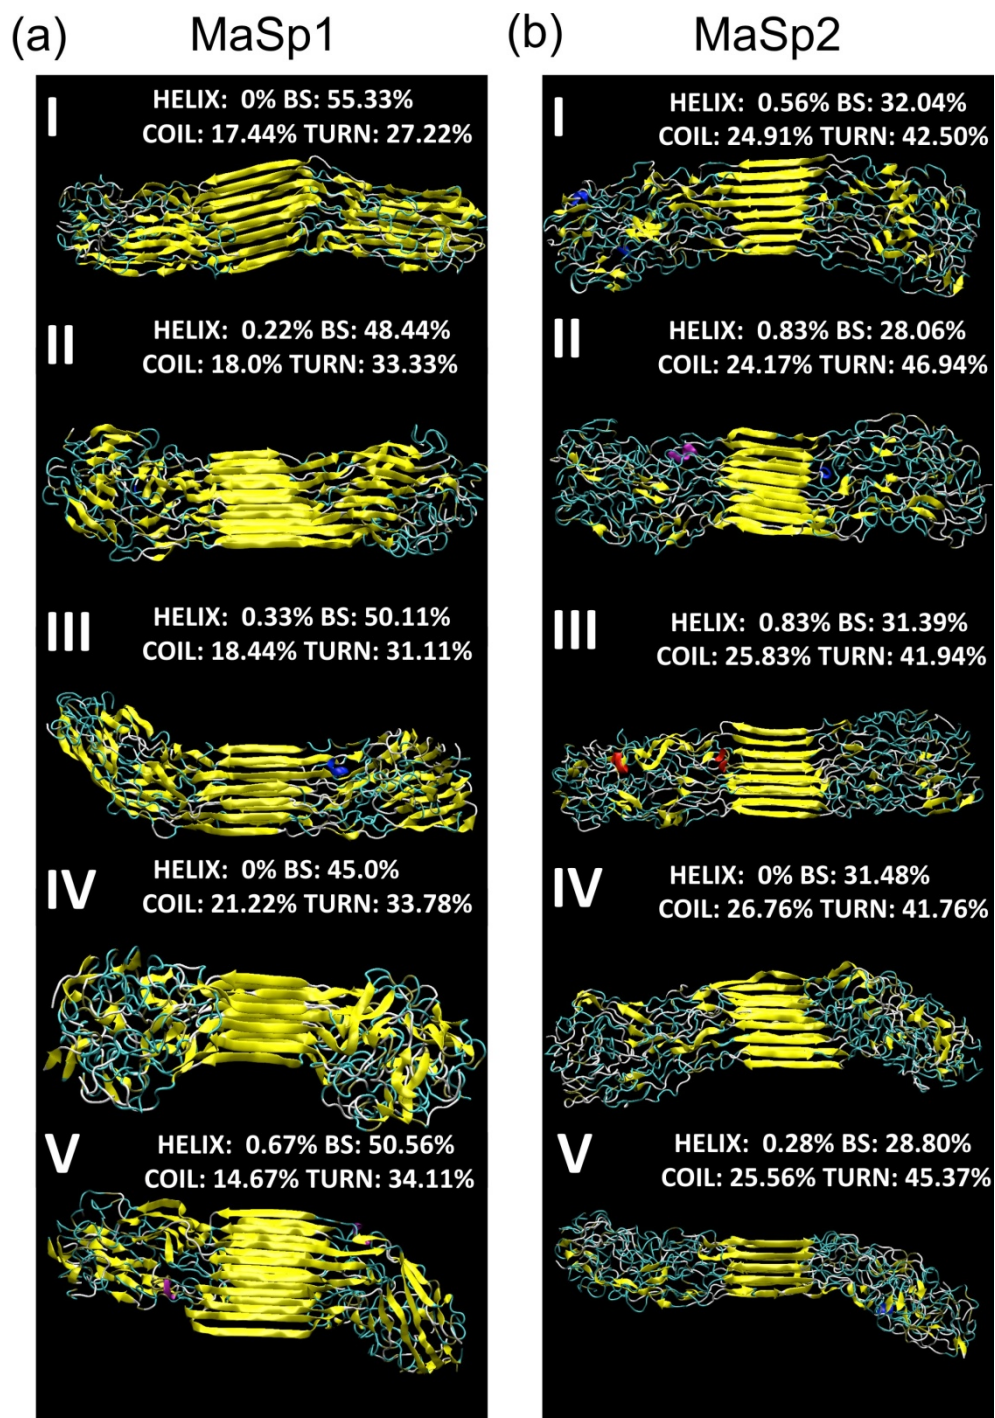 (a) MaSp1
(b) MaSp2
I
HELIX: 0% BS: 55.33%
COIL: 17.44% TURN: 27.22%
II
HELIX: 0.22% BS: 48.44%
COIL: 18.0% TURN: 33.33%
III
HELIX: 0.33% BS: 50.11%
COIL: 18.44% TURN: 31.11%
IV
HELIX: 0% BS: 45.0%
COIL: 21.22% TURN: 33.78%
V
HELIX: 0.67% BS: 50.56%
COIL: 14.67% TURN: 34.11%
I
HELIX: 0.56% BS: 32.04%
COIL: 24.91% TURN: 42.50%
II
HELIX: 0.83% BS: 28.06%
COIL: 24.17% TURN: 46.94%
III
HELIX: 0.83% BS: 31.39%
COIL: 25.83% TURN: 41.94%
IV
HELIX: 0% BS: 31.48%
COIL: 26.76% TURN: 41.76%
V
HELIX: 0.28% BS: 28.80%
COIL: 25.56% TURN: 45.37%